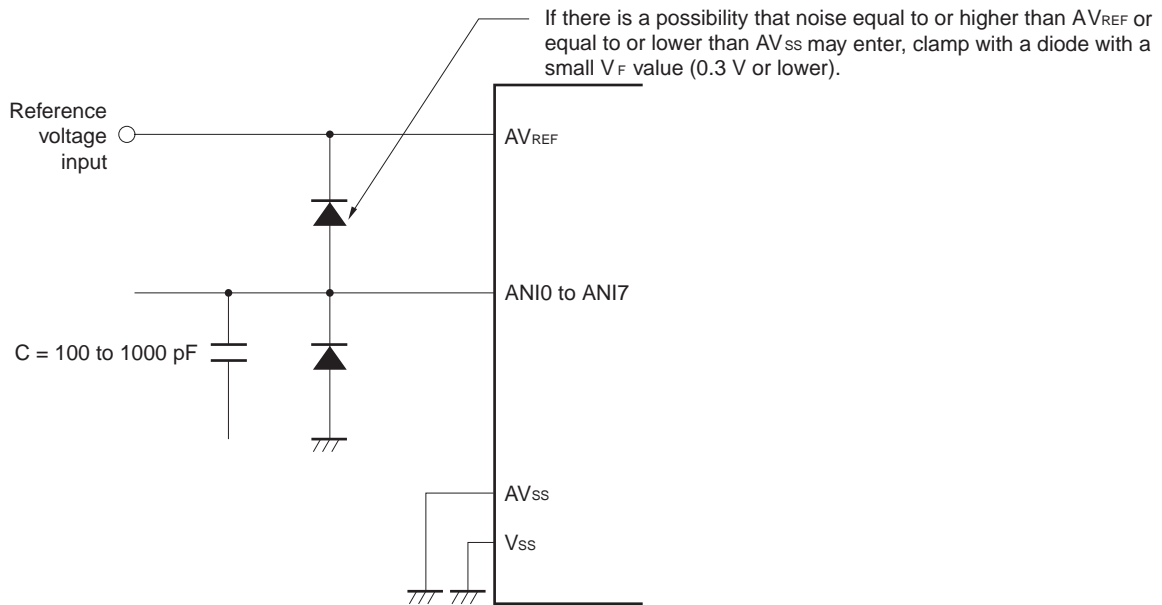 If there is a possibility that noise equal to or higher than AVREF or
equal to or lower than AVSS may enter, clamp with a diode with a
small VF value (0.3 V or lower).
Reference
voltage
input
AVREF
ANI0 to ANI7
C = 100 to 1000 pF
AVSS
VSS